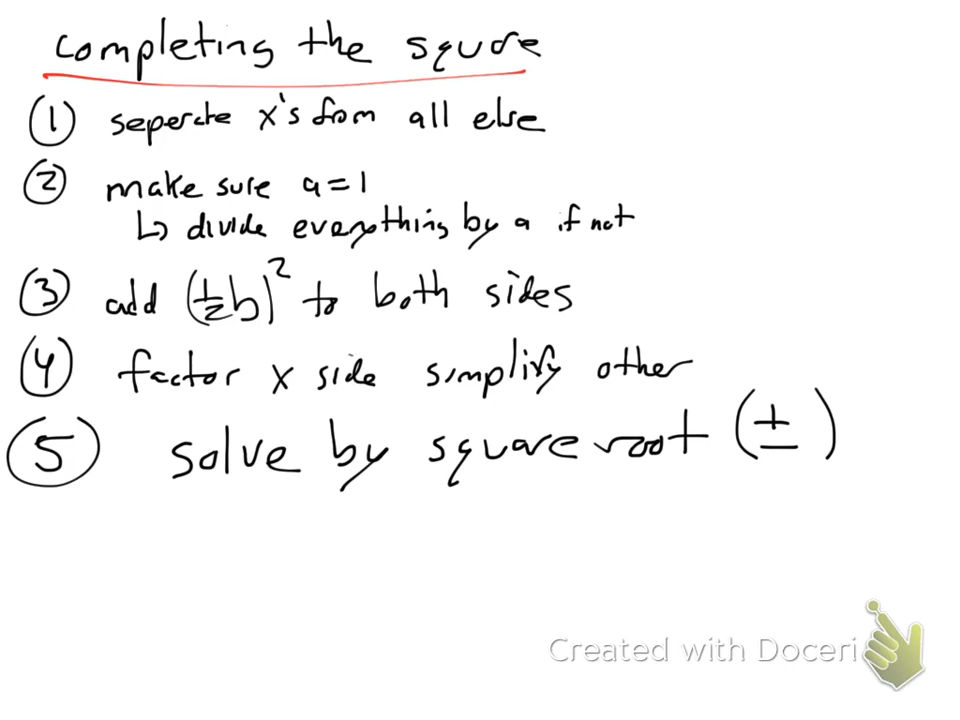 completing the square
① seperate x's from all else
② make sure a=1
↳ divide everything by a if not
③ add (½b)² to both sides
④ factor x side simplify other
⑤ solve by square root (±)
Created with Doceri